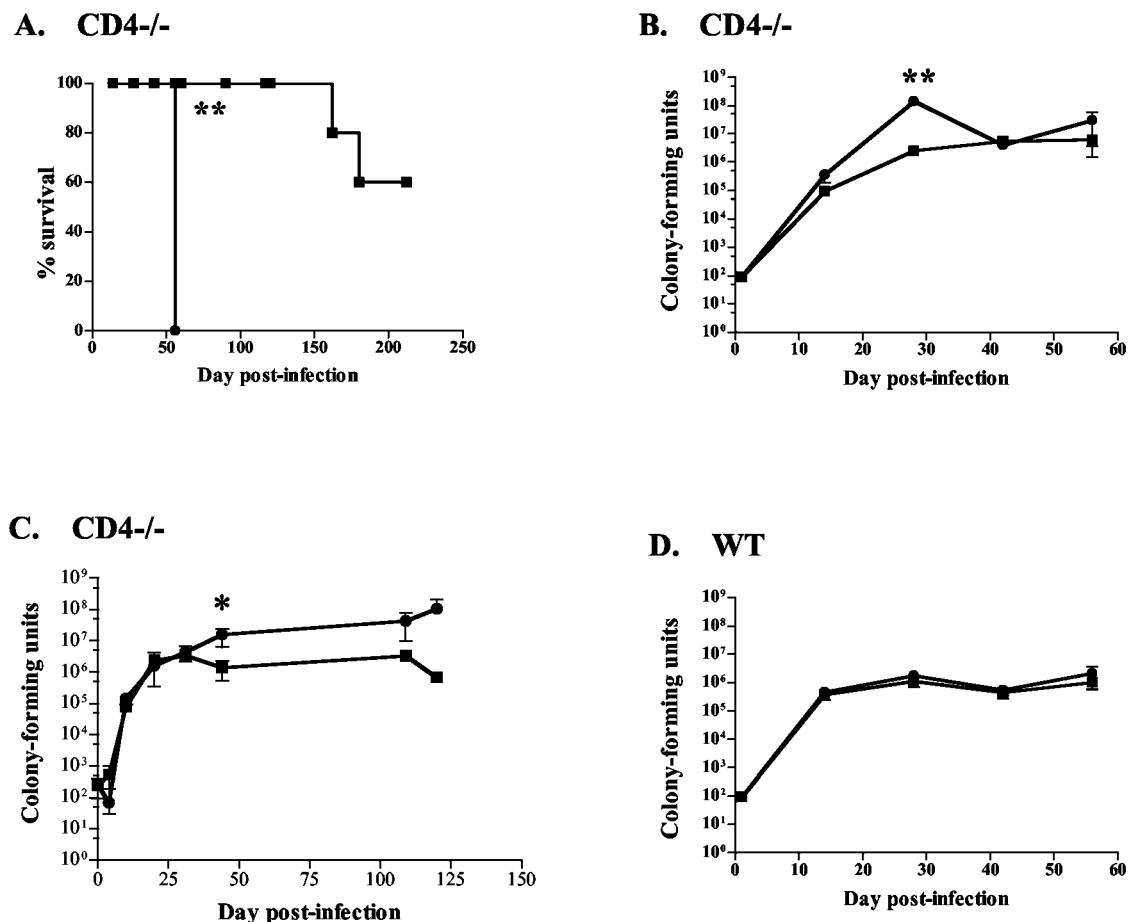 A. CD4-/-
% survival
100
80
60
40
20
0
**
0 50 100 150 200 250
Day post-infection
B. CD4-/-
Colony-forming units
10⁹
10⁸
10⁷
10⁶
10⁵
10⁴
10³
10²
10¹
10⁰
**
0 10 20 30 40 50 60
Day post-infection
C. CD4-/-
Colony-forming units
10⁹
10⁸
10⁷
10⁶
10⁵
10⁴
10³
10²
10¹
10⁰
*
0 25 50 75 100 125 150
Day post-infection
D. WT
Colony-forming units
10⁹
10⁸
10⁷
10⁶
10⁵
10⁴
10³
10²
10¹
10⁰
0 10 20 30 40 50 60
Day post-infection